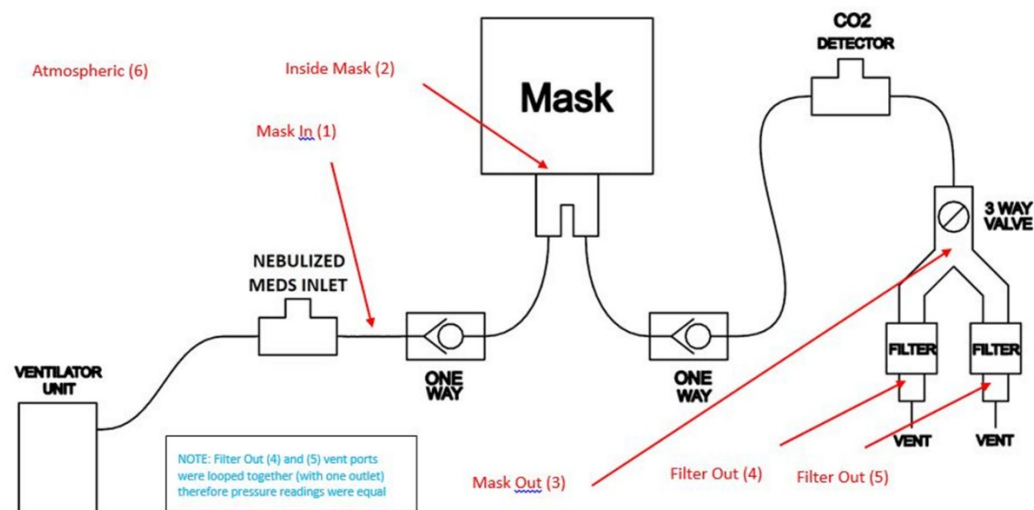 CO2
DETECTOR
Atmospheric (6)
Inside Mask (2)
Mask
Mask In (1)
3 WAY
VALVE
NEBULIZED
MEDS INLET
FILTER
FILTER
VENTILATOR
UNIT
ONE
WAY
ONE
WAY
VENT
VENT
NOTE: Filter Out (4) and (5) vent ports
were looped together (with one outlet)
therefore pressure readings were equal
Mask Out (3)
Filter Out (4)
Filter Out (5)